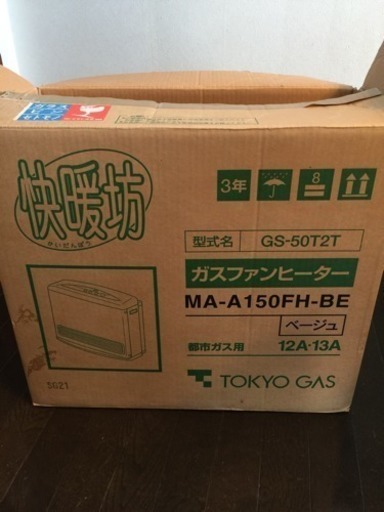 快暖坊
かいだんぼう
3年
8
型式名 GS-50T2T
ガスファンヒーター
MA-A150FH-BE
ベージュ
都市ガス用 12A·13A
SG21
TOKYO GAS